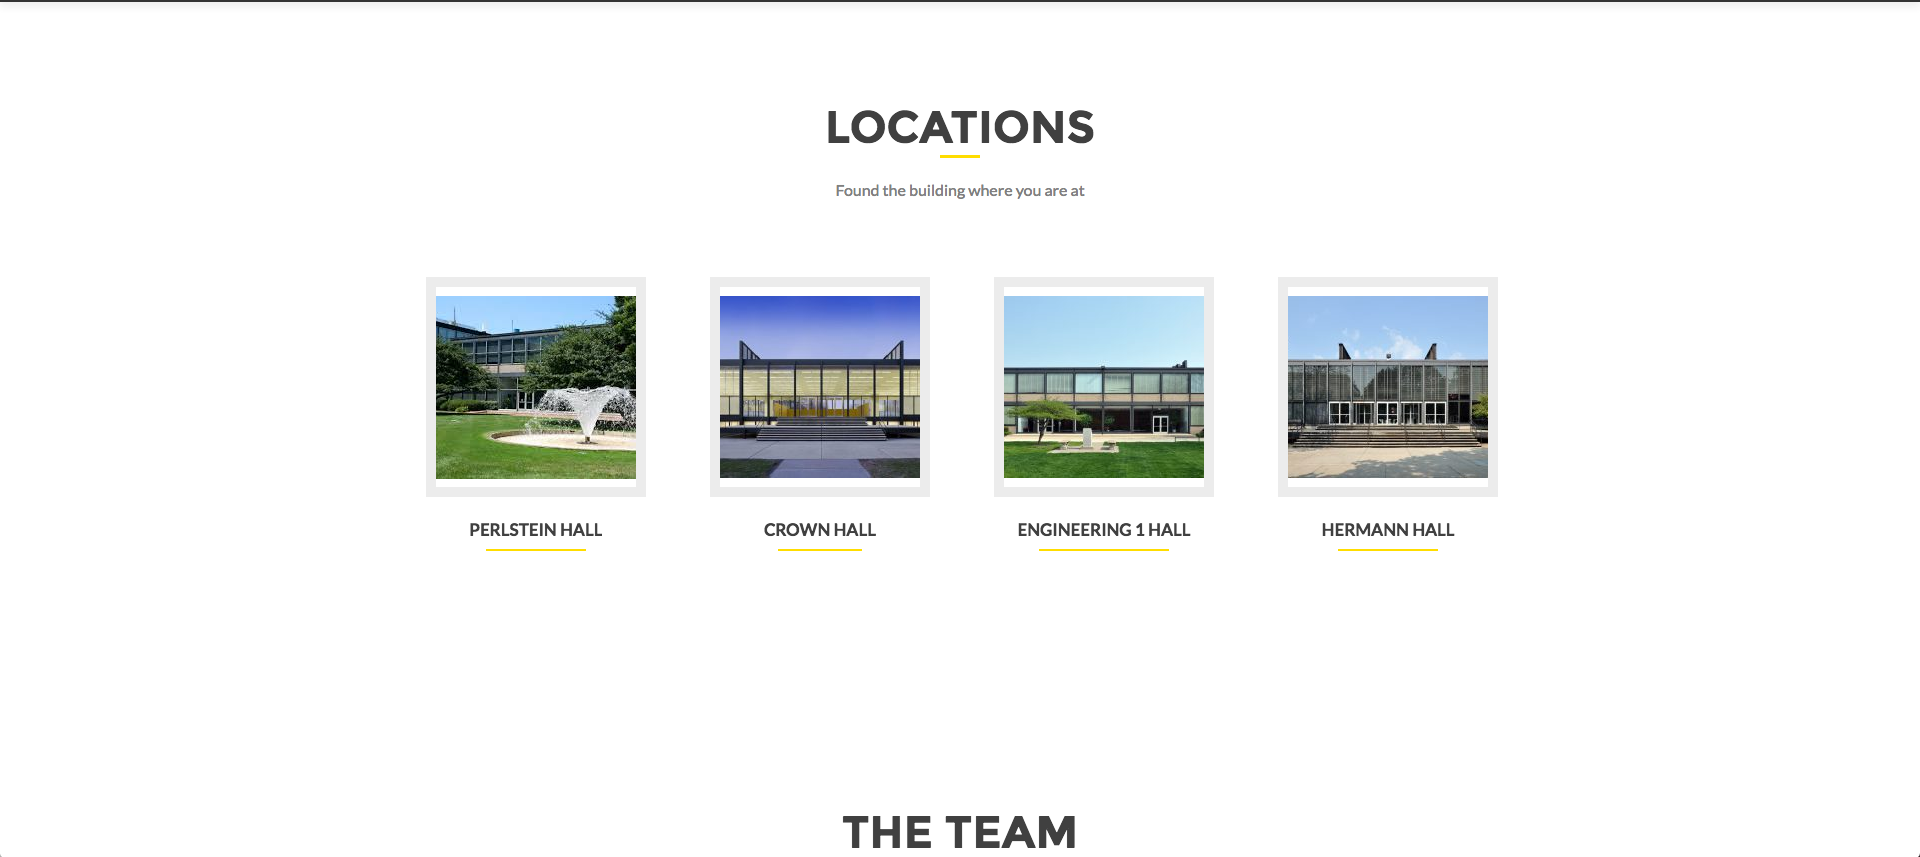 LOCATIONS
Found the building where you are at
PERLSTEIN HALL
CROWN HALL
ENGINEERING 1 HALL
HERMANN HALL
THE TEAM